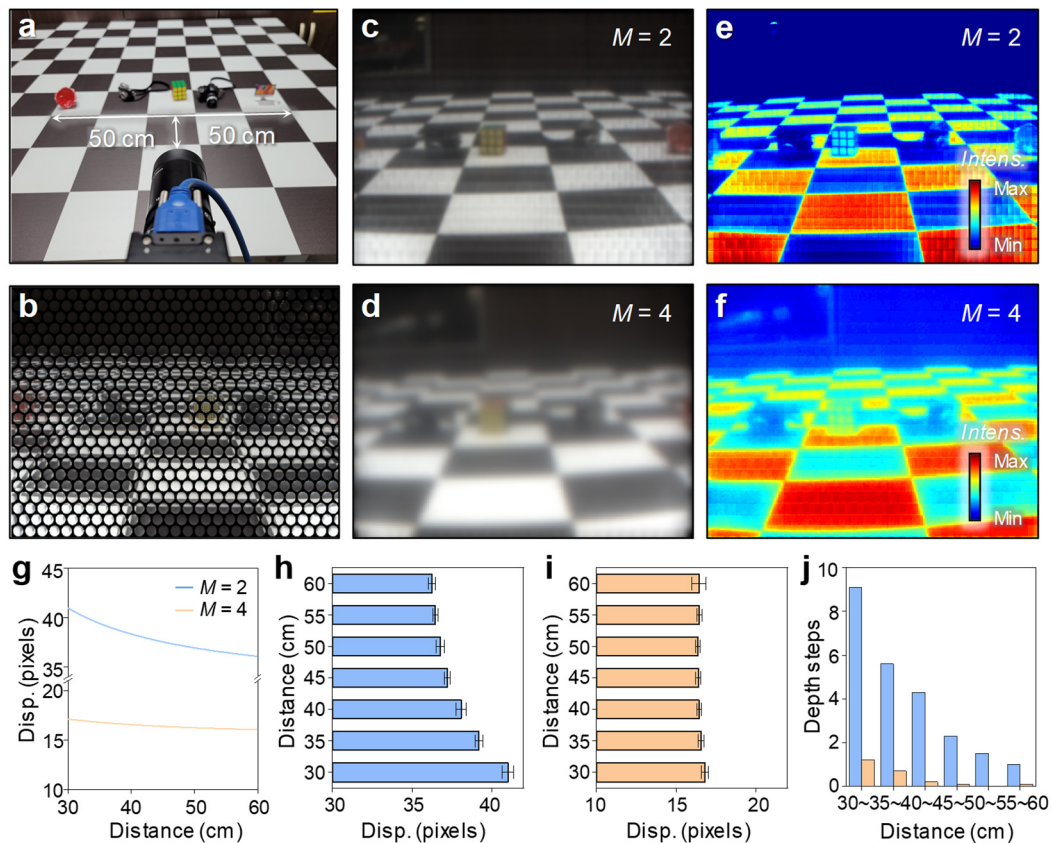 a
50 cm
50 cm
b
c
M = 2
d
M = 4
e
M = 2
Intens.
Max
Min
f
M = 4
Intens.
Max
Min
g
M = 2
M = 4
Disp. (pixels)
45
40
35
20
15
10
30
40
50
60
Distance (cm)
h
Distance (cm)
60
55
50
45
40
35
30
30
35
40
Disp. (pixels)
i
Distance (cm)
60
55
50
45
40
35
30
10
15
20
Disp. (pixels)
j
Depth steps
10
8
6
4
2
0
30~35~40~45~50~55~60
Distance (cm)